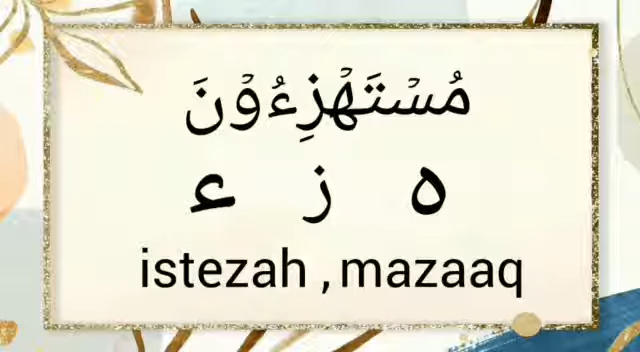 مُسۡتَهۡزِءُوۡنَ
ه ز ء
istezah , mazaaq